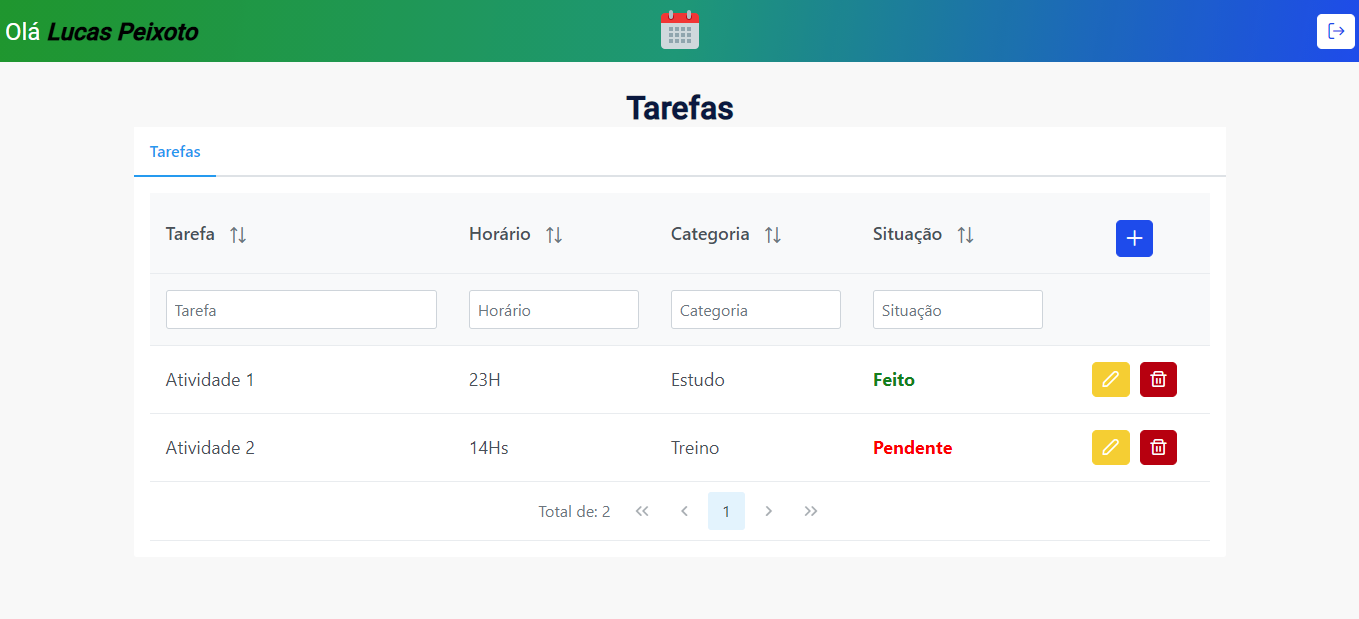 Olá Lucas Peixoto
Tarefas
Tarefas
Tarefa Horário Categoria Situação
Tarefa Horário Categoria Situação
Atividade 1 23H Estudo Feito
Atividade 2 14Hs Treino Pendente
Total de: 2 1